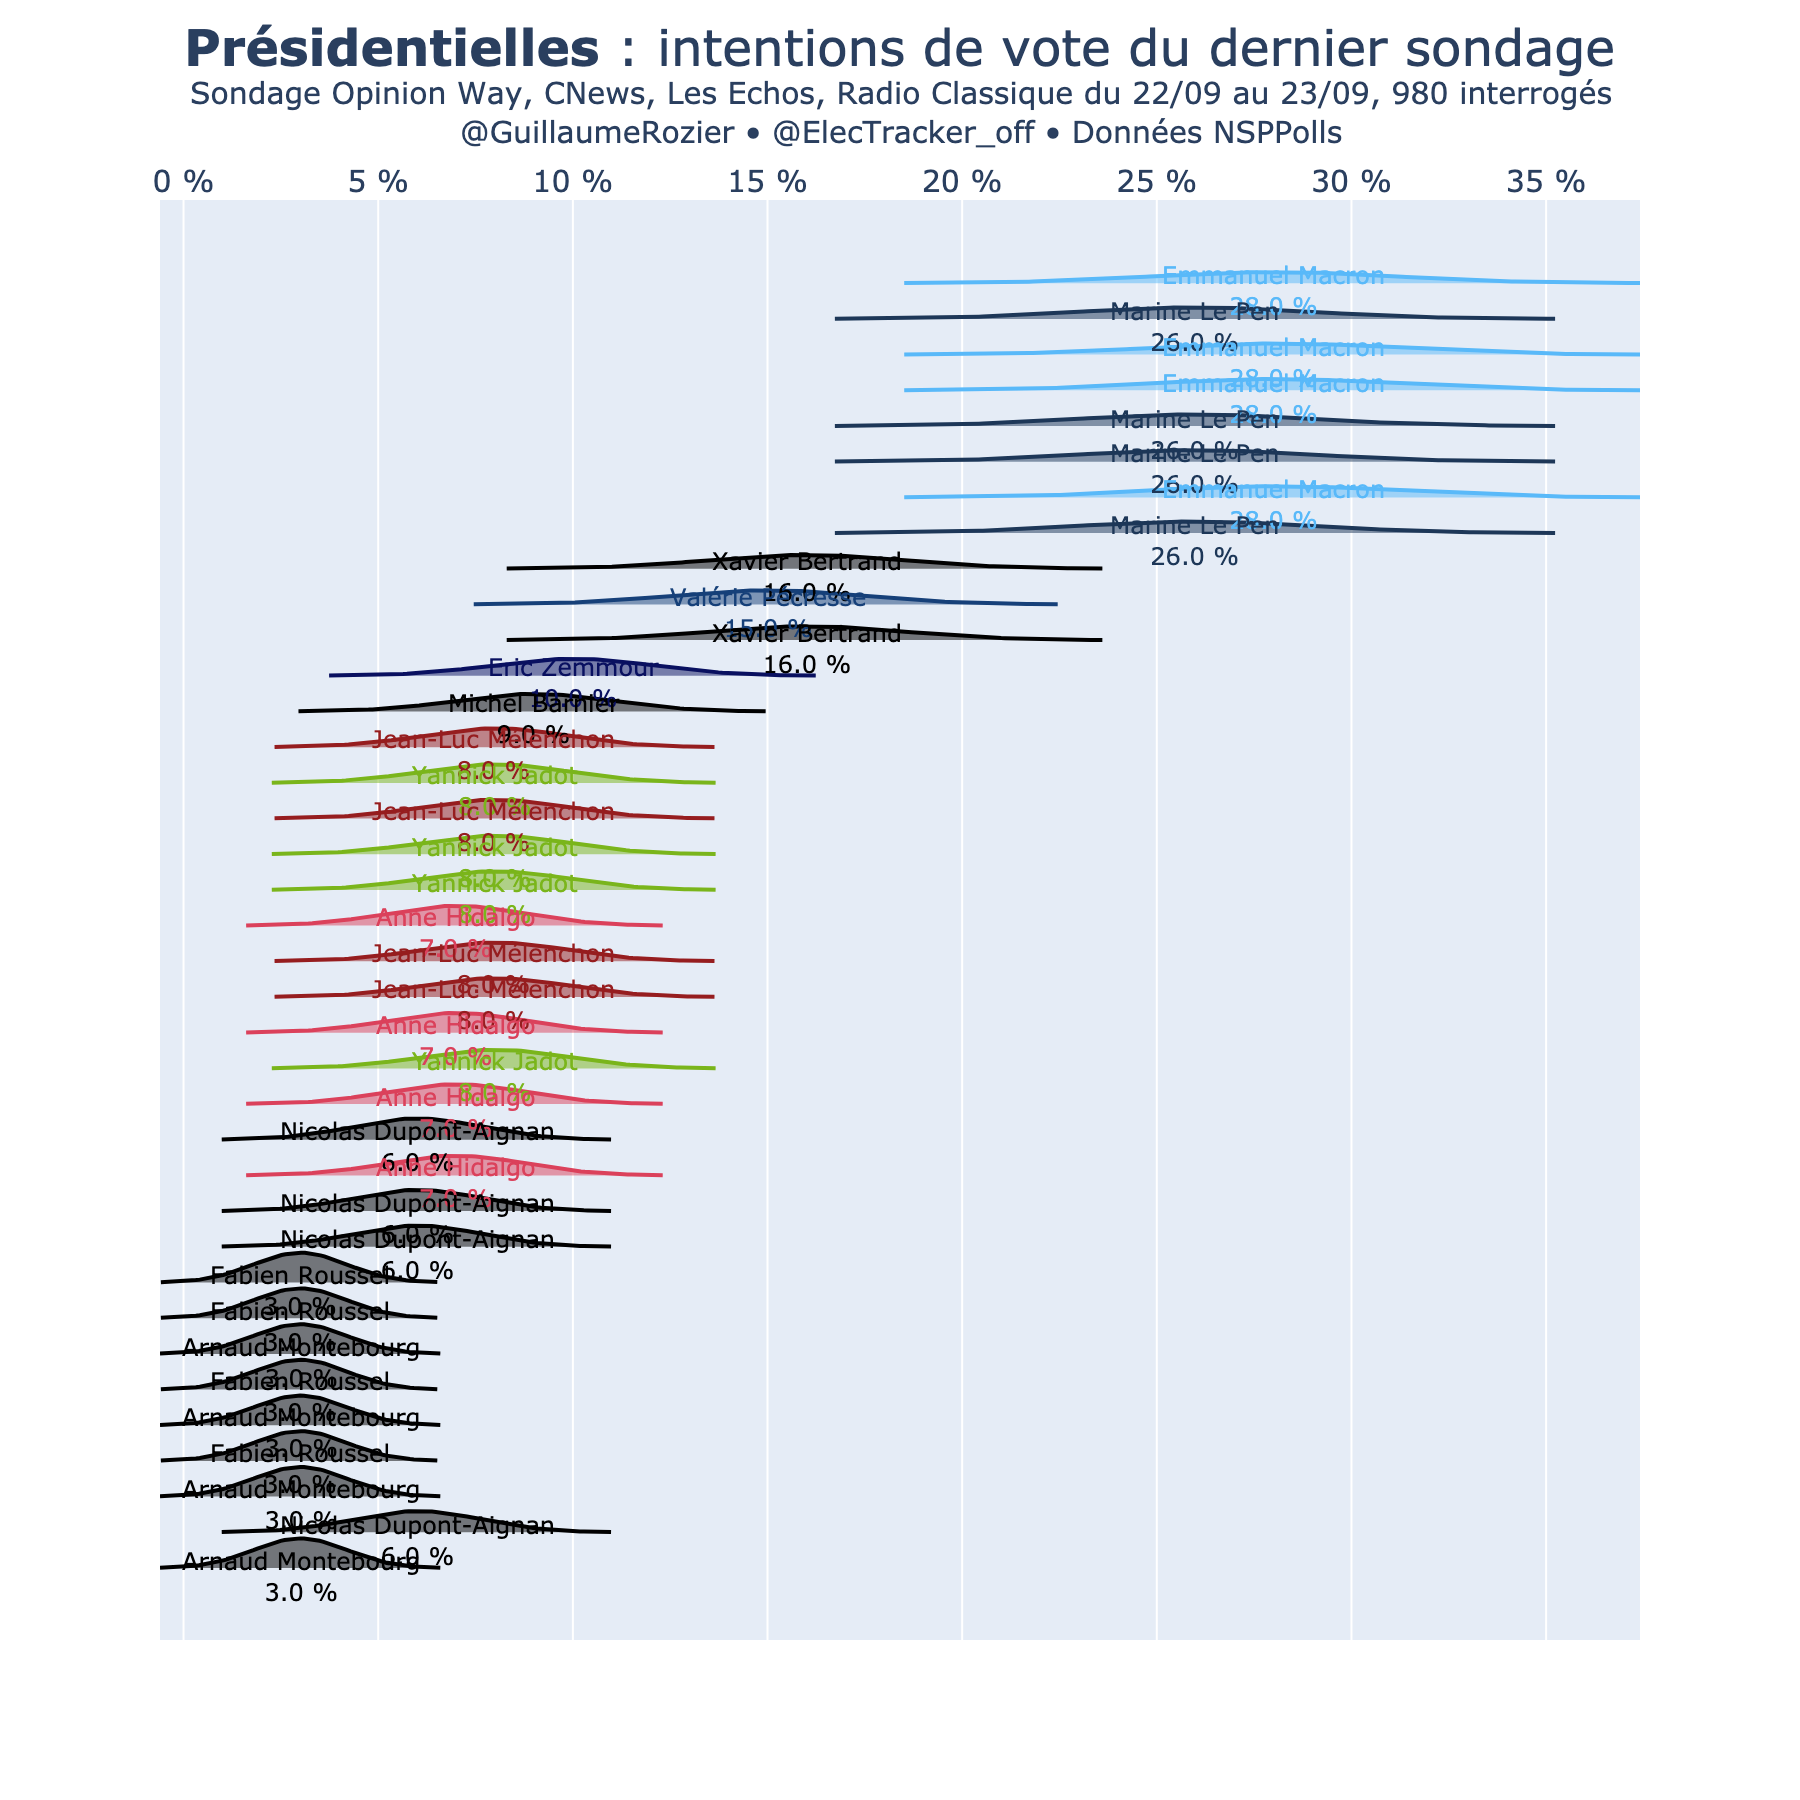 Présidentielles : intentions de vote du dernier sondage
Sondage Opinion Way, CNews, Les Echos, Radio Classique du 22/09 au 23/09, 980 interrogés
@GuillaumeRozier • @ElecTracker_off • Données NSPPolls
0 % 5 % 10 % 15 % 20 % 25 % 30 % 35 %
Emmanuel Macron
28.0 %
Marine Le Pen
26.0 %
Emmanuel Macron
28.0 %
Emmanuel Macron
28.0 %
Marine Le Pen
26.0 %
Marine Le Pen
26.0 %
Emmanuel Macron
28.0 %
Marine Le Pen
26.0 %
Xavier Bertrand
16.0 %
Valérie Pécresse
15.0 %
Xavier Bertrand
16.0 %
Eric Zemmour
10.0 %
Michel Barnier
9.0 %
Jean-Luc Mélenchon
8.0 %
Yannick Jadot
8.0 %
Jean-Luc Mélenchon
8.0 %
Yannick Jadot
8.0 %
Yannick Jadot
8.0 %
Anne Hidalgo
7.0 %
Jean-Luc Mélenchon
8.0 %
Jean-Luc Mélenchon
8.0 %
Anne Hidalgo
7.0 %
Yannick Jadot
8.0 %
Anne Hidalgo
7.0 %
Nicolas Dupont-Aignan
6.0 %
Anne Hidalgo
7.0 %
Nicolas Dupont-Aignan
6.0 %
Nicolas Dupont-Aignan
6.0 %
Fabien Roussel
3.0 %
Fabien Roussel
3.0 %
Arnaud Montebourg
3.0 %
Fabien Roussel
3.0 %
Arnaud Montebourg
3.0 %
Fabien Roussel
3.0 %
Arnaud Montebourg
3.0 %
Nicolas Dupont-Aignan
6.0 %
Arnaud Montebourg
3.0 %